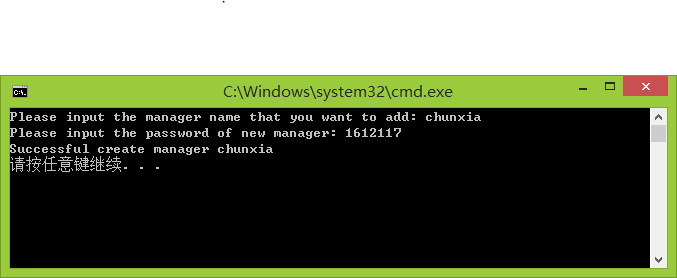 C:\Windows\system32\cmd.exe
Please input the manager name that you want to add: chunxia
Please input the password of new manager: 1612117
Successful create manager chunxia
请按任意键继续. . .